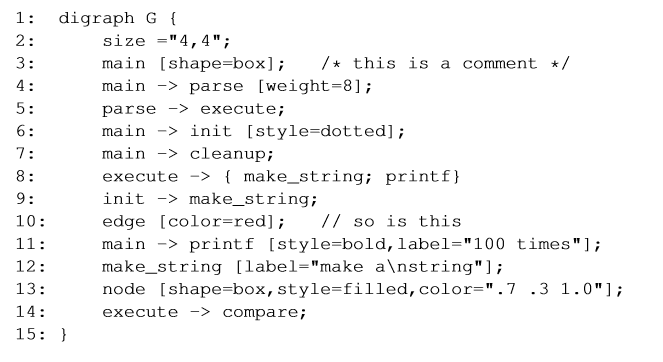 1: digraph G {
2: size ="4,4";
3: main [shape=box]; /* this is a comment */
4: main -> parse [weight=8];
5: parse -> execute;
6: main -> init [style=dotted];
7: main -> cleanup;
8: execute -> { make_string; printf}
9: init -> make_string;
10: edge [color=red]; // so is this
11: main -> printf [style=bold,label="100 times"];
12: make_string [label="make a\nstring"];
13: node [shape=box,style=filled,color=".7 .3 1.0"];
14: execute -> compare;
15: }